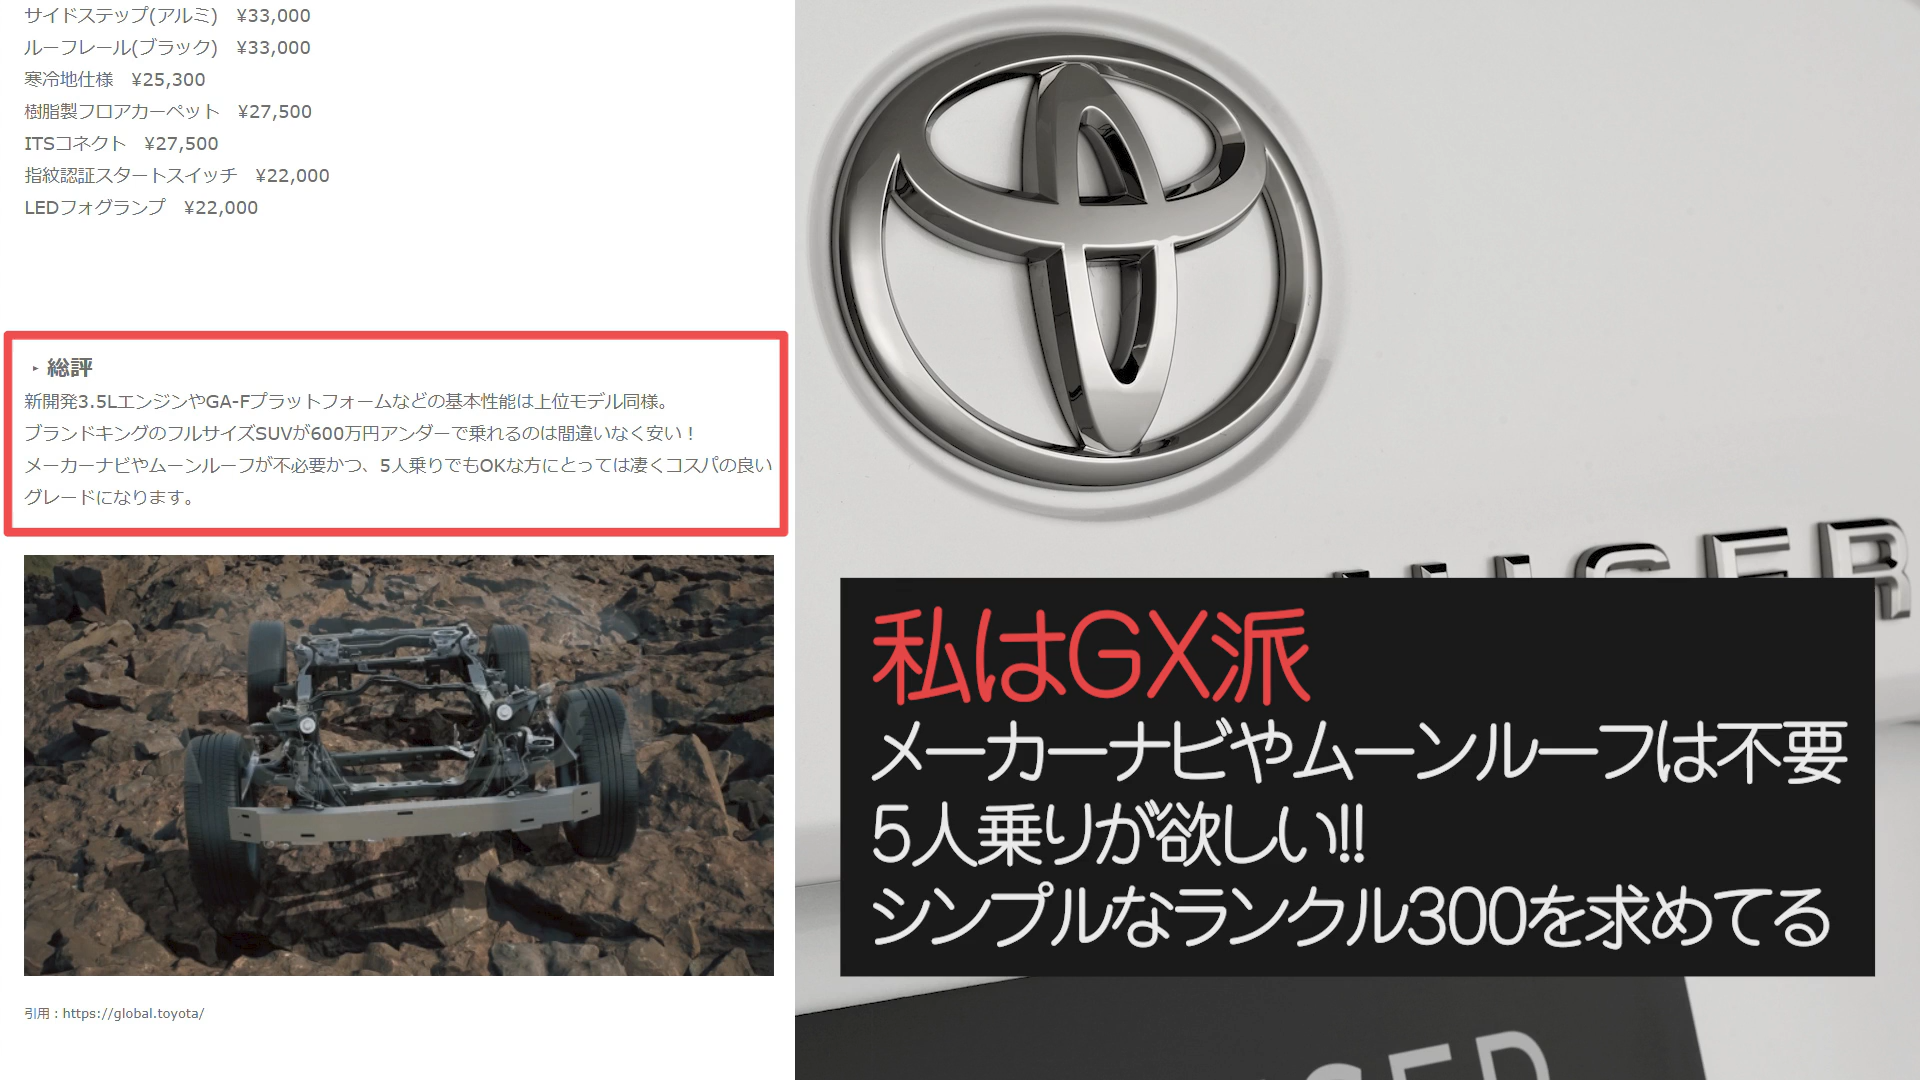 サイドステップ(アルミ)　¥33,000
ルーフレール(ブラック)　¥33,000
寒冷地仕様　¥25,300
樹脂製フロアカーペット　¥27,500
ITSコネクト　¥27,500
指紋認証スタートスイッチ　¥22,000
LEDフォグランプ　¥22,000
‣ 総評
新開発3.5LエンジンやGA-Fプラットフォームなどの基本性能は上位モデル同様。
ブランドキングのフルサイズSUVが600万円アンダーで乗れるのは間違いなく安い！
メーカーナビやムーンルーフが不必要かつ、5人乗りでもOKな方にとっては凄くコスパの良い
グレードになります。
引用：https://global.toyota/
私はGX派
メーカーナビやムーンルーフは不要
5人乗りが欲しい!!
シンプルなランクル300を求めてる